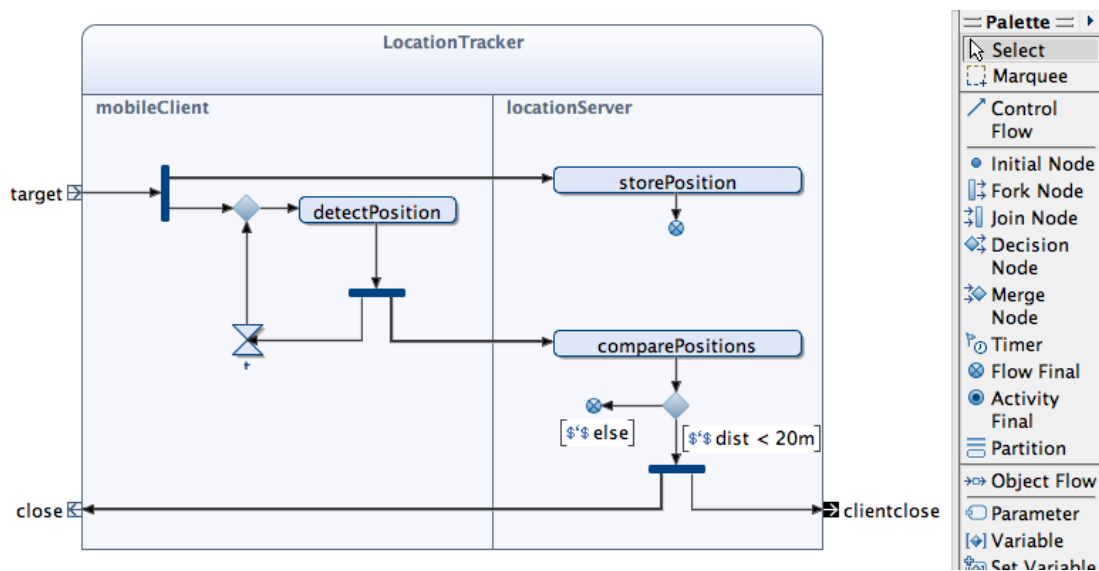 LocationTracker
mobileClient
locationServer
target
storePosition
detectPosition
t
comparePositions
[$'$ else]
[$'$ dist < 20m]
close
clientclose
Palette
Select
Marquee
Control
Flow
Initial Node
Fork Node
Join Node
Decision
Node
Merge
Node
Timer
Flow Final
Activity
Final
Partition
Object Flow
Parameter
Variable
Set Variable